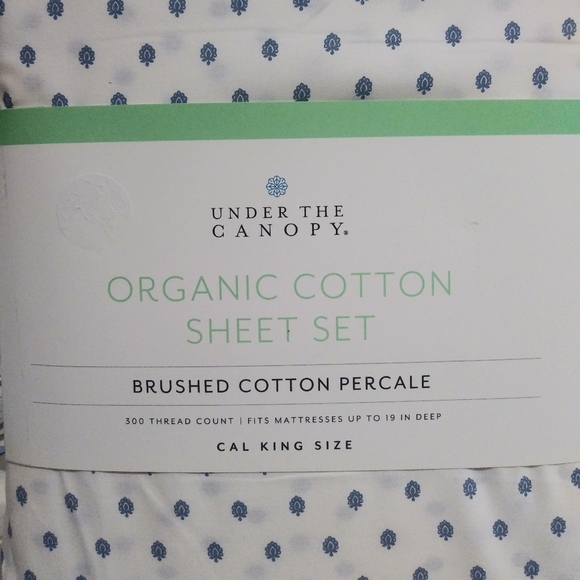 UNDER THE
CANOPY®
ORGANIC COTTON
SHEET SET
BRUSHED COTTON PERCALE
300 THREAD COUNT | FITS MATTRESSES UP TO 19 IN DEEP
CAL KING SIZE